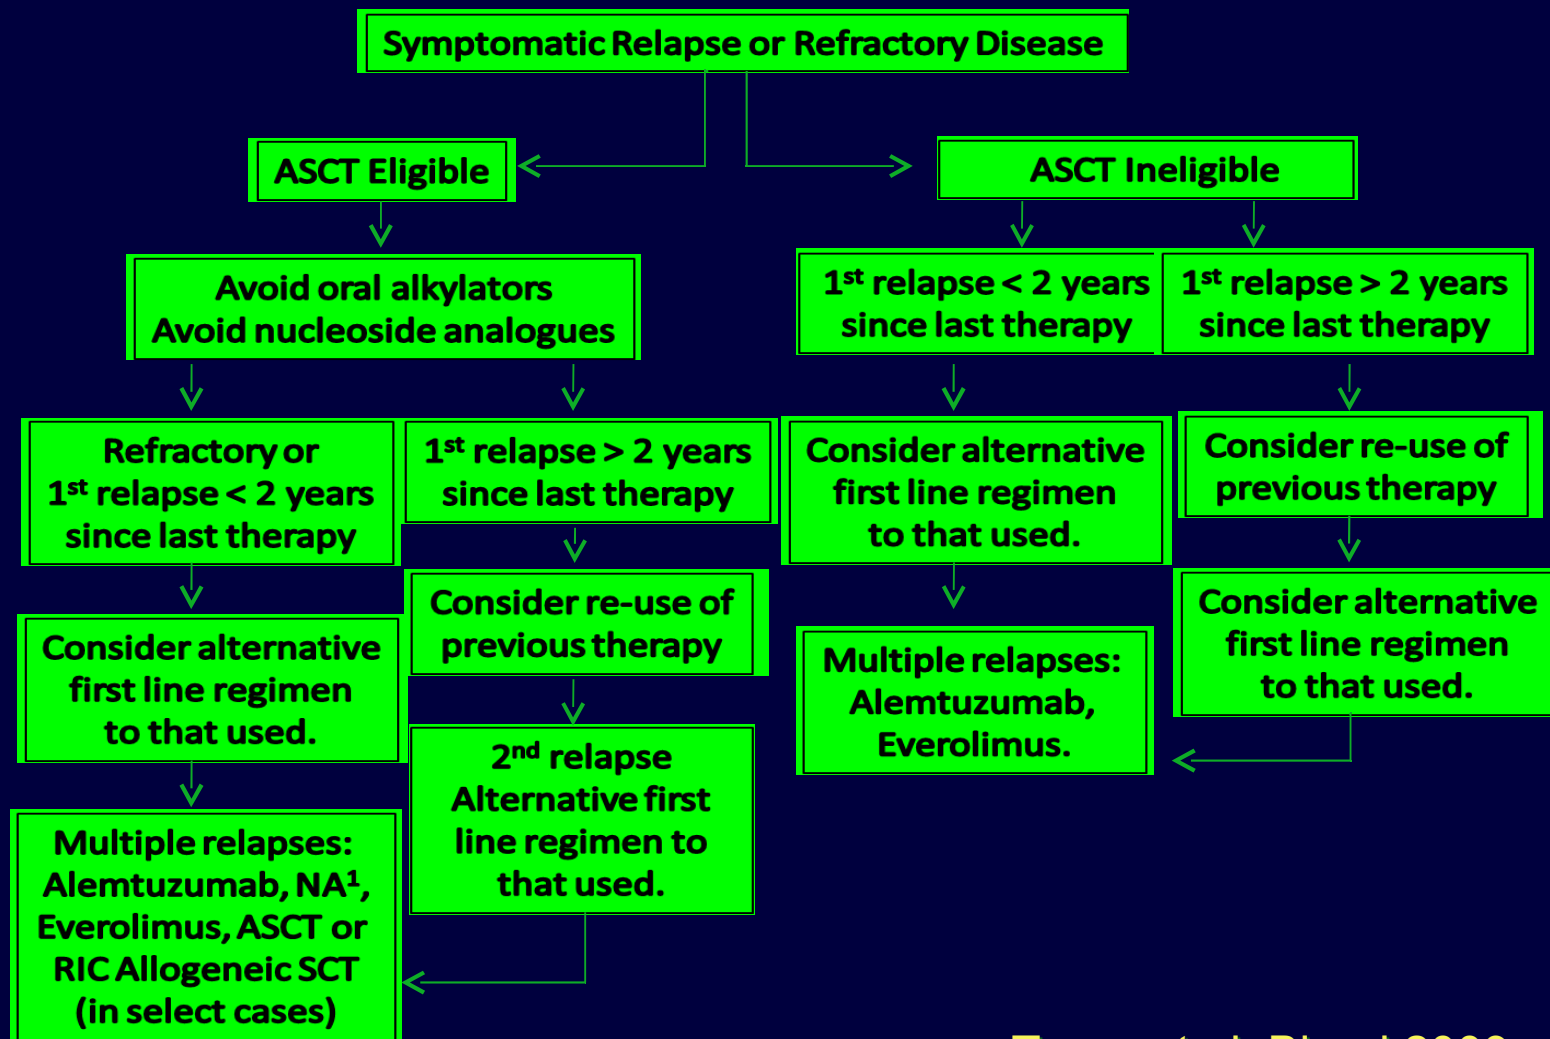 Symptomatic Relapse or Refractory Disease
ASCT Eligible
ASCT Ineligible
Avoid oral alkylators
Avoid nucleoside analogues
1st relapse < 2 years
since last therapy
1st relapse > 2 years
since last therapy
Refractory or
1st relapse < 2 years
since last therapy
1st relapse > 2 years
since last therapy
Consider alternative
first line regimen
to that used.
Consider re-use of
previous therapy
Consider alternative
first line regimen
to that used.
Consider re-use of
previous therapy
Multiple relapses:
Alemtuzumab,
Everolimus.
Consider alternative
first line regimen
to that used.
Multiple relapses:
Alemtuzumab, NA¹,
Everolimus, ASCT or
RIC Allogeneic SCT
(in select cases)
2nd relapse
Alternative first
line regimen to
that used.